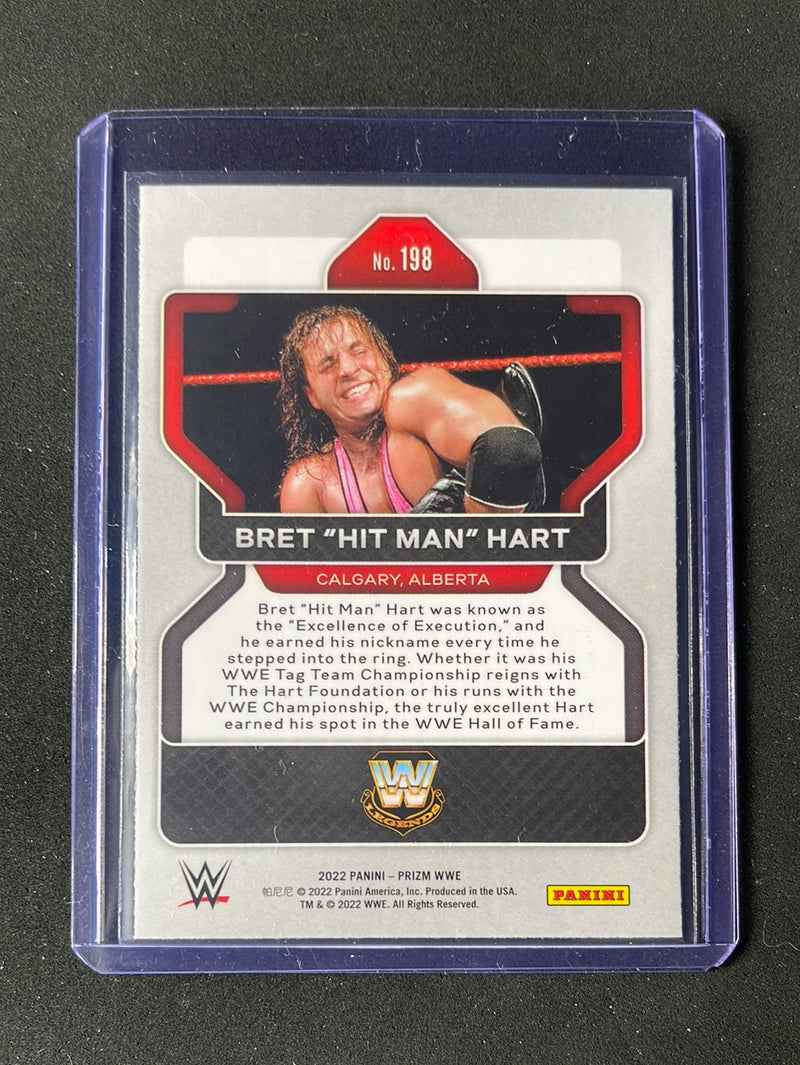 No. 198
BRET "HIT MAN" HART
CALGARY, ALBERTA
Bret "Hit Man" Hart was known as
the "Excellence of Execution," and
he earned his nickname every time he
stepped into the ring. Whether it was his
WWE Tag Team Championship reigns with
The Hart Foundation or his runs with the
WWE Championship, the truly excellent Hart
earned his spot in the WWE Hall of Fame.
W
LEGENDS
W
2022 PANINI – PRIZM WWE
帕尼尼 © 2022 Panini America, Inc. Produced in the USA.
TM & © 2022 WWE. All Rights Reserved.
PANINI